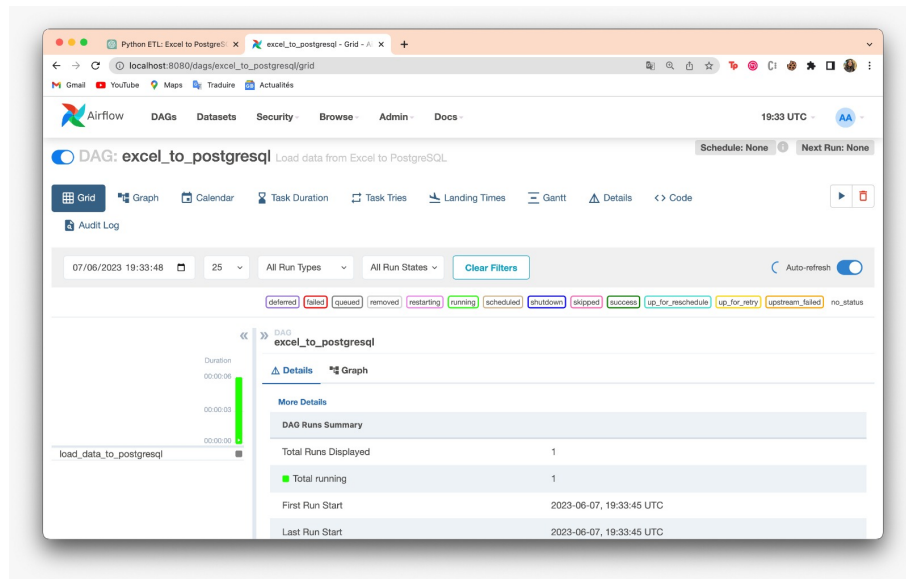 Python ETL: Excel to PostgreS
excel_to_postgresql - Grid - A
localhost:8080/dags/excel_to_postgresql/grid
Gmail YouTube Maps Traduire Actualités
Airflow DAGs Datasets Security Browse Admin Docs 19:33 UTC AA
DAG: excel_to_postgresql Load data from Excel to PostgreSQL Schedule: None Next Run: None
Grid Graph Calendar Task Duration Task Tries Landing Times Gantt Details <> Code
Audit Log
07/06/2023 19:33:48 25 All Run Types All Run States Clear Filters Auto-refresh
deferred failed queued removed restarting running scheduled shutdown skipped success up_for_reschedule up_for_retry upstream_failed no_status
DAG
excel_to_postgresql
Duration
00:00:06
00:00:03
00:00:00
load_data_to_postgresql
Details Graph
More Details
DAG Runs Summary
Total Runs Displayed 1
Total running 1
First Run Start 2023-06-07, 19:33:45 UTC
Last Run Start 2023-06-07, 19:33:45 UTC